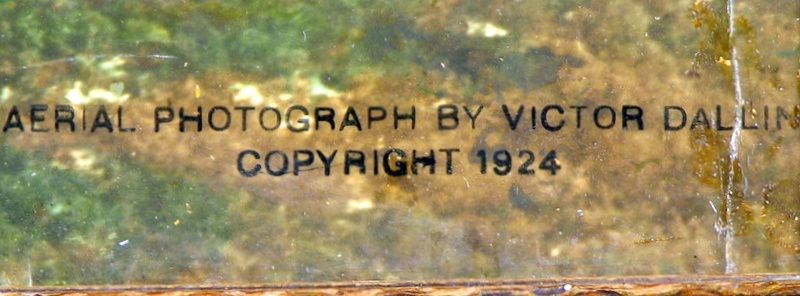 AERIAL PHOTOGRAPH BY VICTOR DALLIN
COPYRIGHT 1924